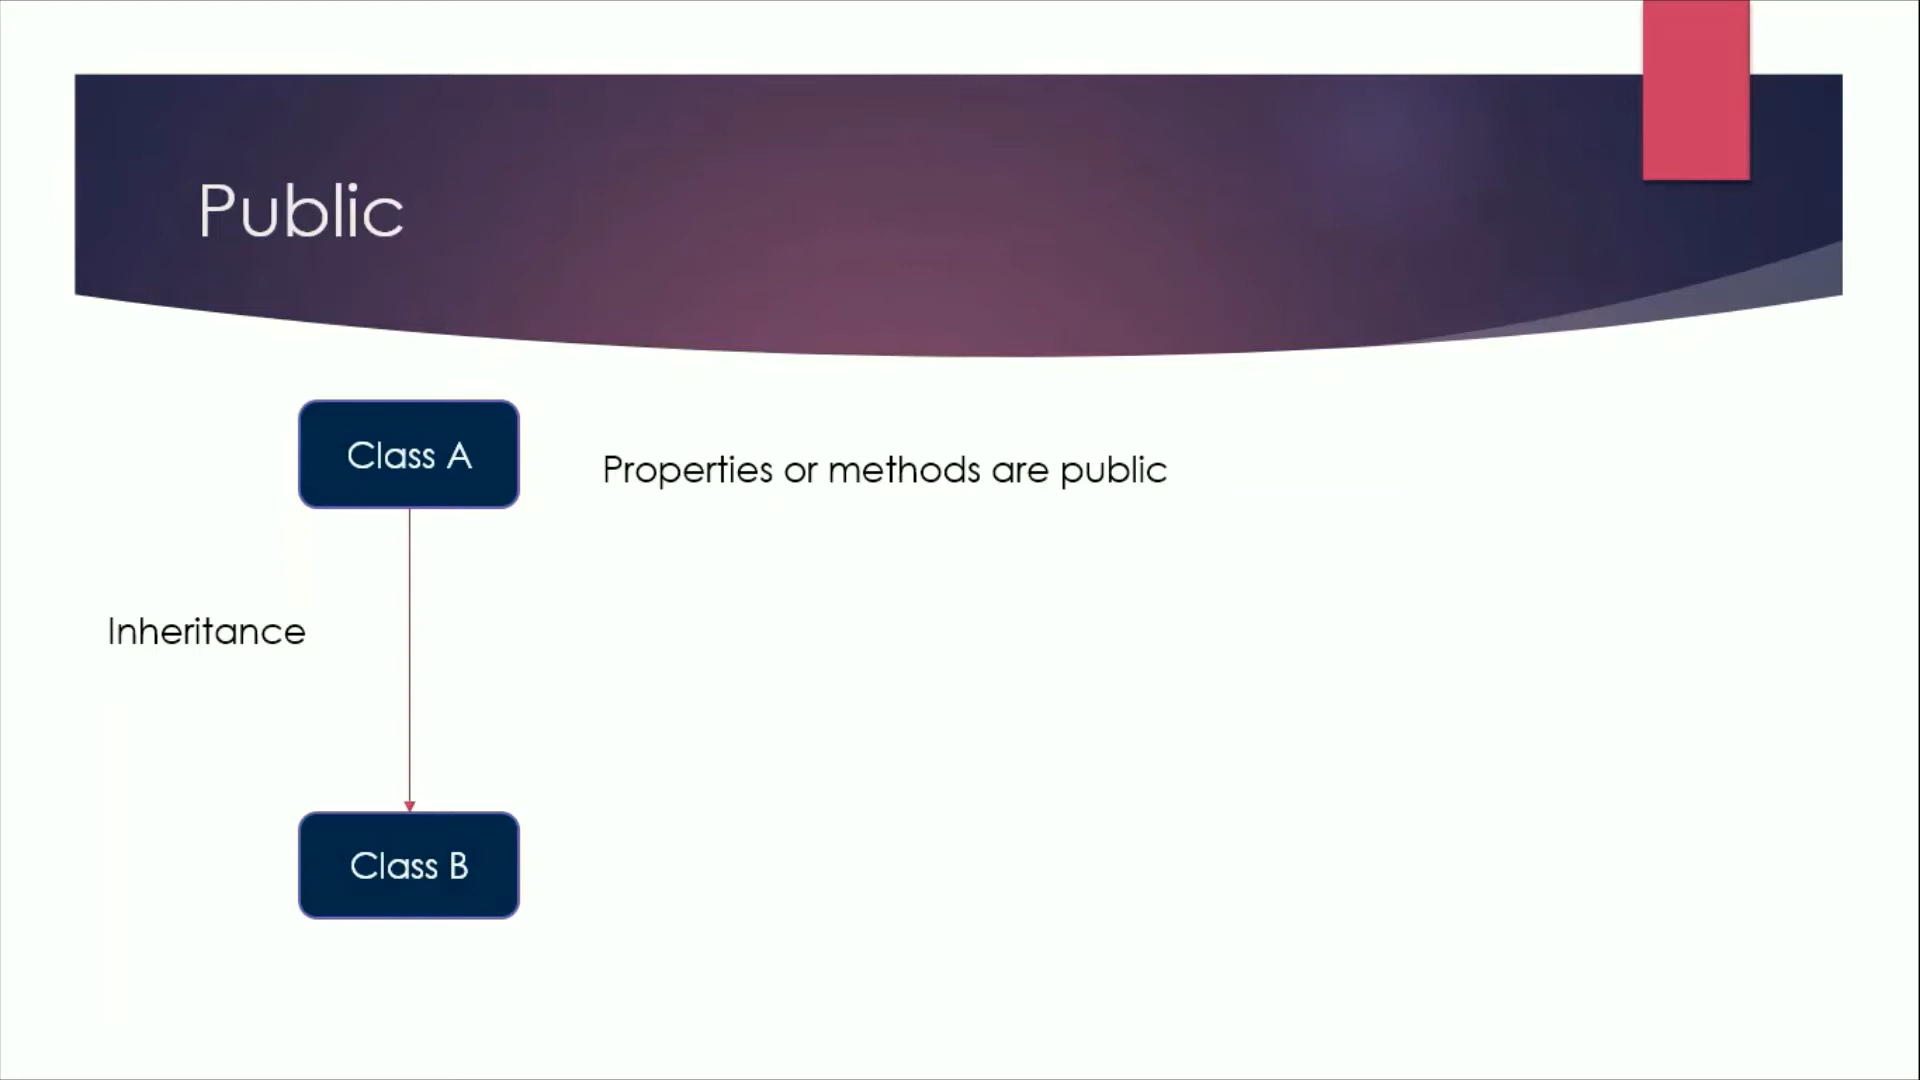 Public
Class A
Properties or methods are public
Inheritance
Class B